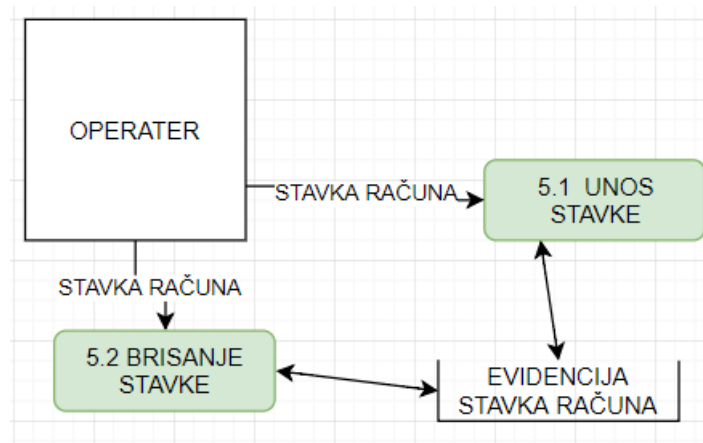 OPERATER
STAVKA RAČUNA
5.1 UNOS
STAVKE
STAVKA RAČUNA
5.2 BRISANJE
STAVKE
EVIDENCIJA
STAVKA RAČUNA